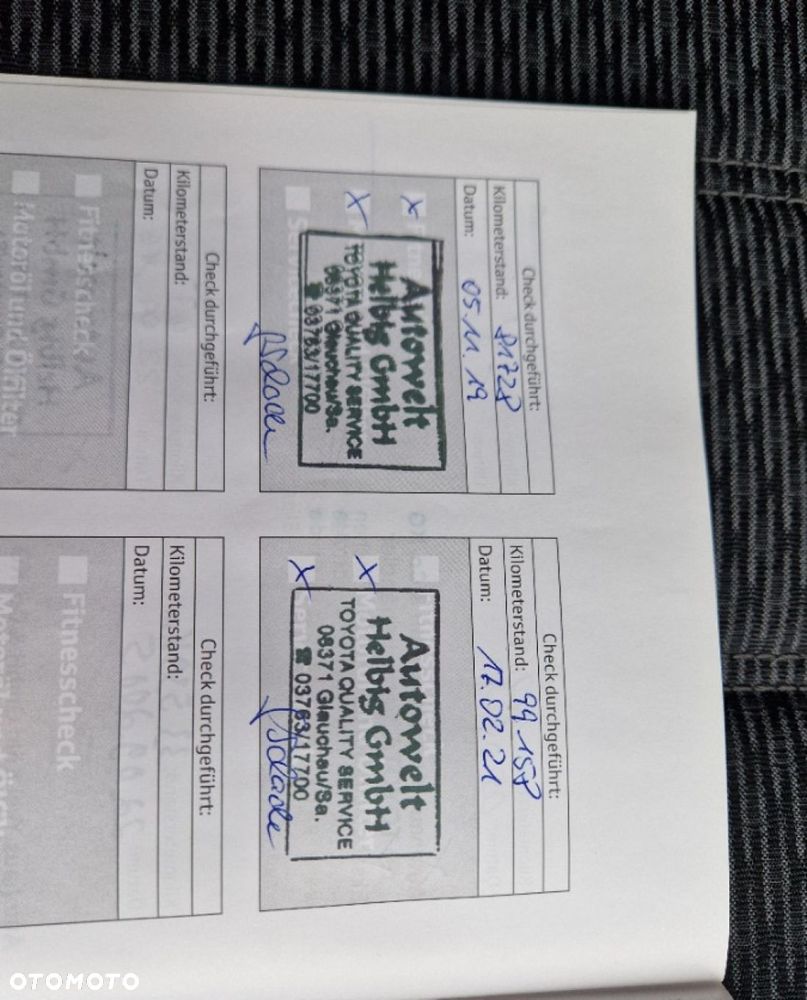 Check durchgeführt:
Kilometerstand: 81728
Datum: 05.11.19
Autowelt
Helbig GmbH
TOYOTA QUALITY SERVICE
08371 Glauchau/Sa.
☎ 03763/17700
Check durchgeführt:
Kilometerstand: 99.158
Datum: 17.02.21
Autowelt
Helbig GmbH
TOYOTA QUALITY SERVICE
08371 Glauchau/Sa.
☎ 03763/17700
Check durchgeführt:
Kilometerstand:
Datum:
Fitnesscheck
Motoröl und Ölfilter
Check durchgeführt:
Kilometerstand:
Datum:
Fitnesscheck
OTOMOTO